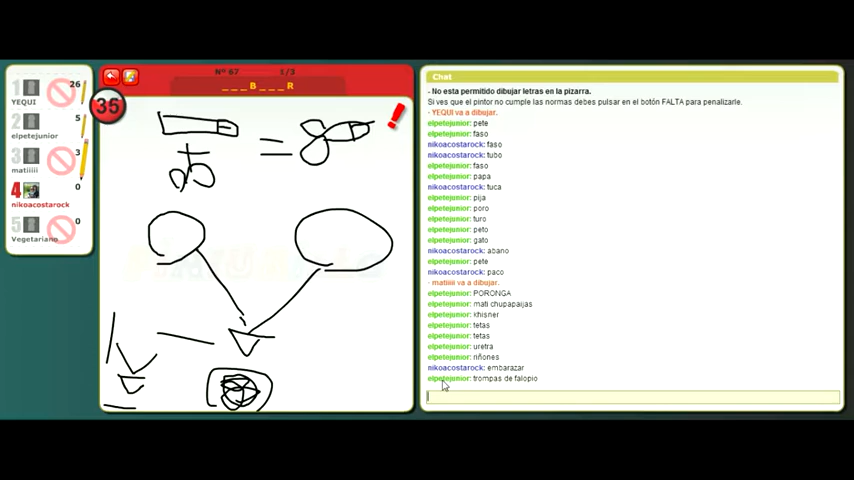 1
26
YEQUI
2
5
elpetejunior
3
3
matiiiii
4
0
nikoacostarock
5
0
Vegetariano
35
Nº 67
1/3
_ _ _ B _ _ _ R
!
Chat
- No esta permitido dibujar letras en la pizarra.
Si ves que el pintor no cumple las normas debes pulsar en el botón FALTA para penalizarle.
- YEQUI va a dibujar.
elpetejunior: pete
elpetejunior: faso
nikoacostarock: faso
nikoacostarock: tubo
elpetejunior: faso
elpetejunior: papa
nikoacostarock: tuca
elpetejunior: pija
elpetejunior: poro
elpetejunior: turo
elpetejunior: peto
elpetejunior: gato
nikoacostarock: abano
elpetejunior: pete
nikoacostarock: paco
- matiiiii va a dibujar.
elpetejunior: PORONGA
elpetejunior: mati chupapaijas
elpetejunior: khisner
elpetejunior: tetas
elpetejunior: tetas
elpetejunior: uretra
elpetejunior: riñones
nikoacostarock: embarazar
elpetejunior: trompas de falopio